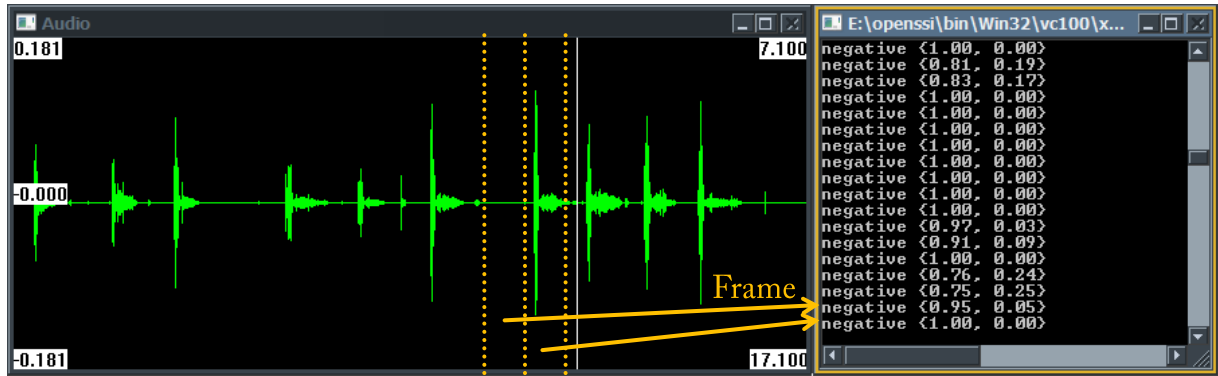 Audio
0.181
7.100
-0.000
-0.181
17.100
Frame
E:\openssi\bin\Win32\vc100\x...
negative {1.00, 0.00}
negative {0.81, 0.19}
negative {0.83, 0.17}
negative {1.00, 0.00}
negative {1.00, 0.00}
negative {1.00, 0.00}
negative {1.00, 0.00}
negative {1.00, 0.00}
negative {1.00, 0.00}
negative {1.00, 0.00}
negative {1.00, 0.00}
negative {0.97, 0.03}
negative {0.91, 0.09}
negative {1.00, 0.00}
negative {0.76, 0.24}
negative {0.75, 0.25}
negative {0.95, 0.05}
negative {1.00, 0.00}